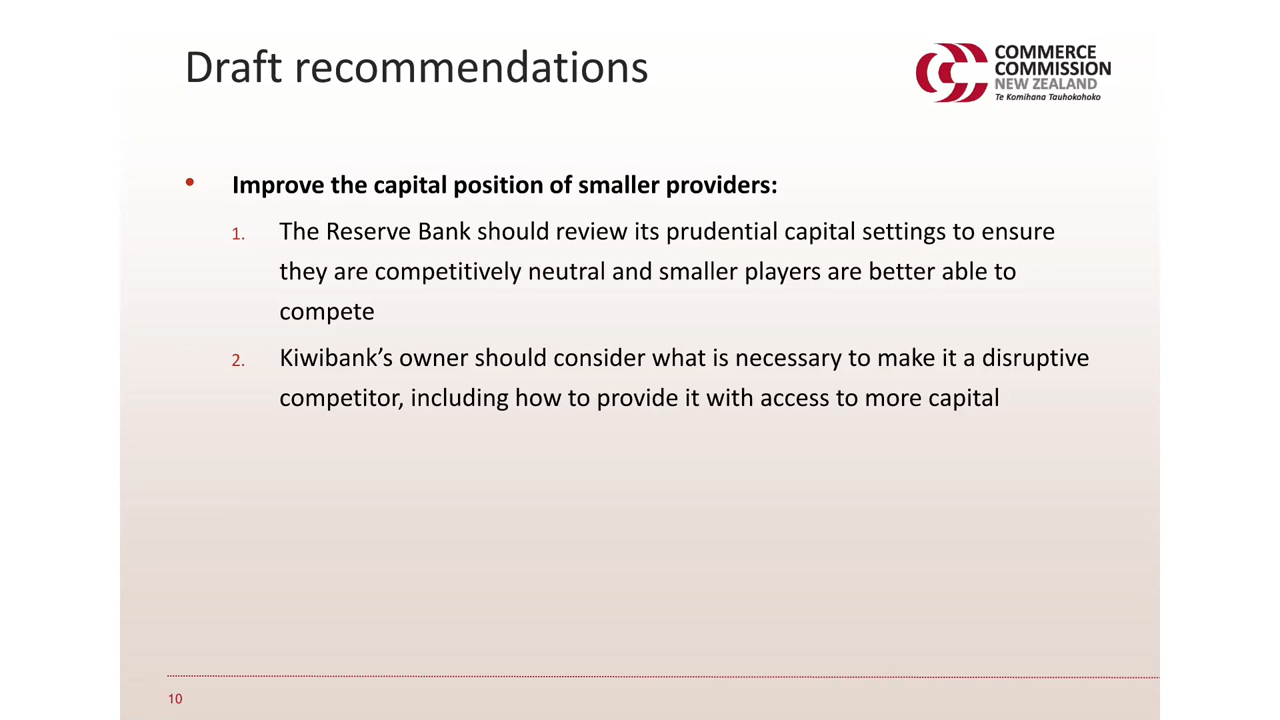 Draft recommendations
COMMERCE
COMMISSION
NEW ZEALAND
Te Komihana Tauhokohoko
• Improve the capital position of smaller providers:
1. The Reserve Bank should review its prudential capital settings to ensure
they are competitively neutral and smaller players are better able to
compete
2. Kiwibank’s owner should consider what is necessary to make it a disruptive
competitor, including how to provide it with access to more capital
10